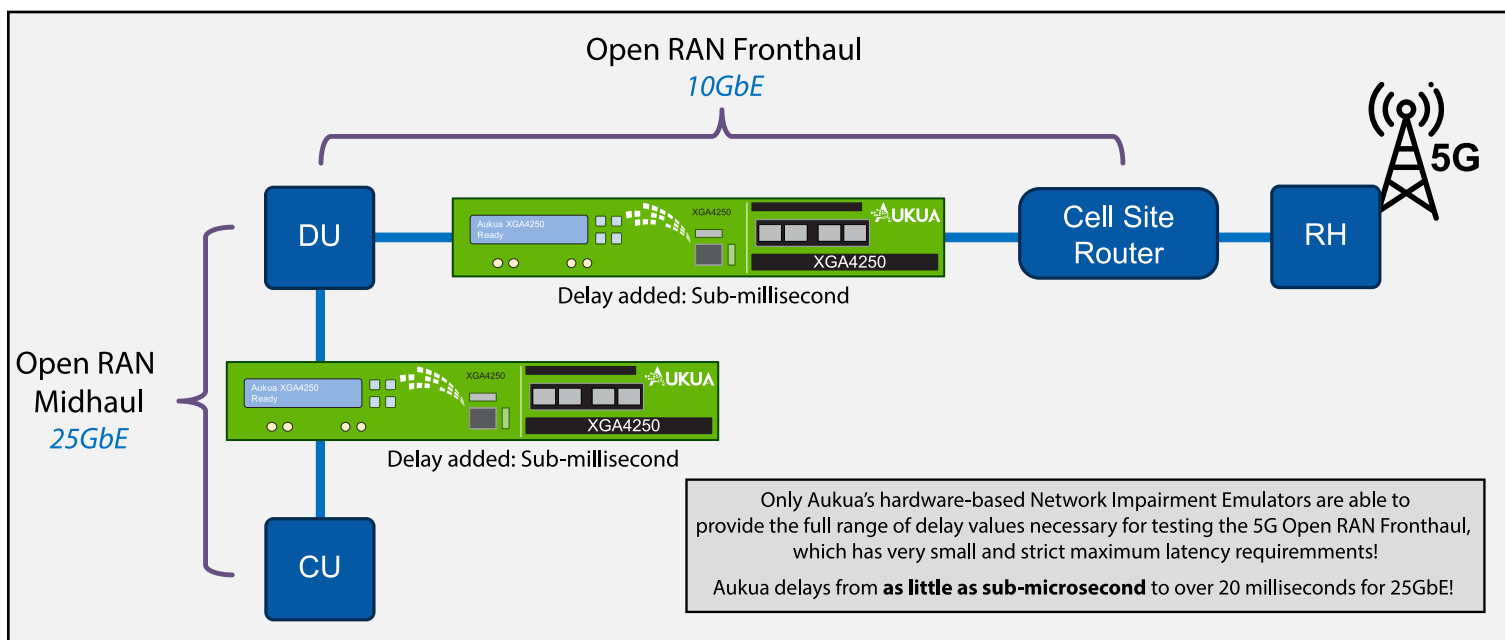 Open RAN Fronthaul
10GbE
5G
DU
Aukua XGA4250
Ready
XGA4250
AUKUA
XGA4250
Cell Site
Router
RH
Delay added: Sub-millisecond
Open RAN
Midhaul
25GbE
Aukua XGA4250
Ready
XGA4250
AUKUA
XGA4250
Delay added: Sub-millisecond
CU
Only Aukua's hardware-based Network Impairment Emulators are able to
provide the full range of delay values necessary for testing the 5G Open RAN Fronthaul,
which has very small and strict maximum latency requiremments!
Aukua delays from as little as sub-microsecond to over 20 milliseconds for 25GbE!